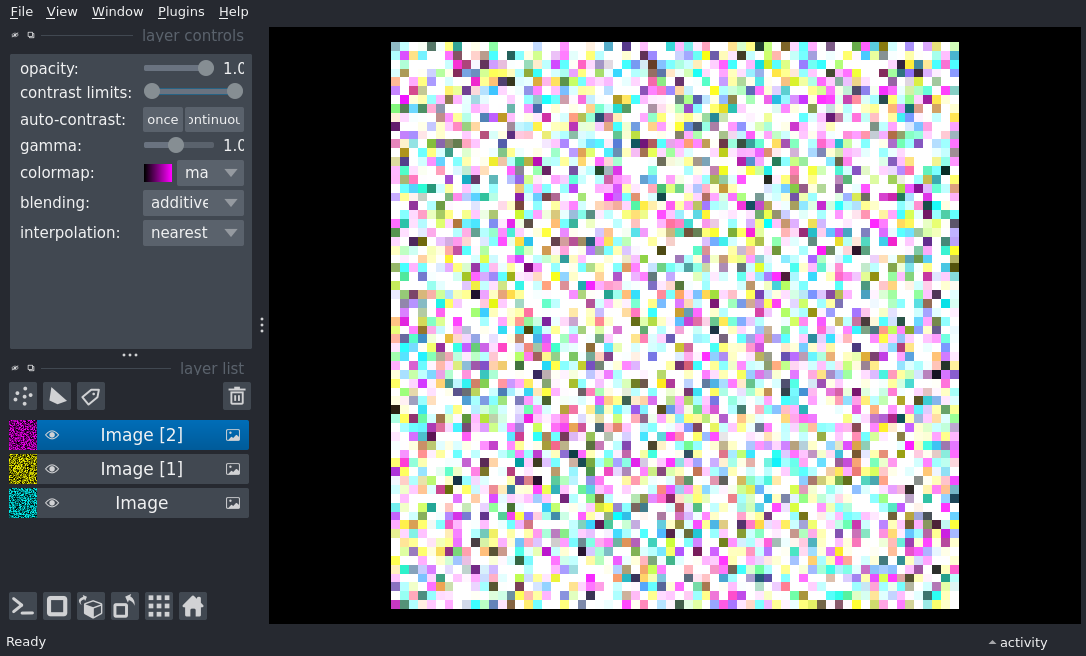 File View Window Plugins Help
layer controls
opacity: 1.0
contrast limits:
auto-contrast: once ontinuou
gamma: 1.0
colormap: ma
blending: additive
interpolation: nearest
layer list
Image [2]
Image [1]
Image
Ready
activity